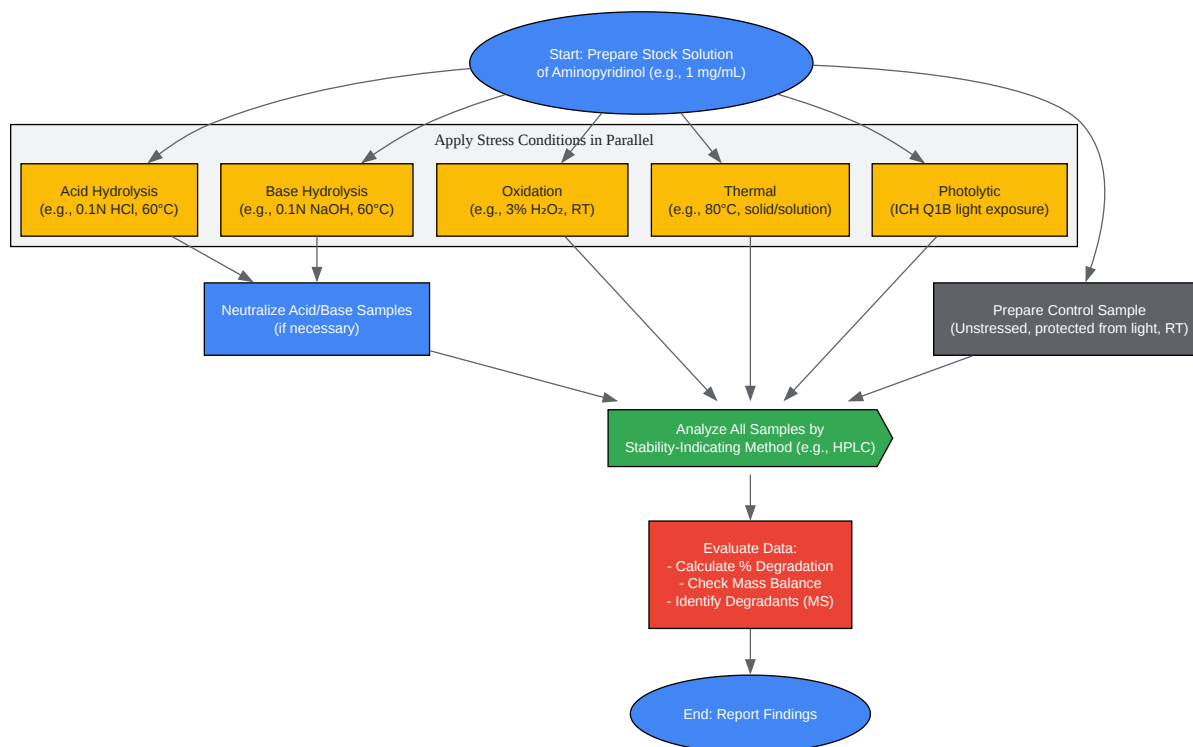 Start: Prepare Stock Solution
of Aminopyridinol (e.g., 1 mg/mL)
Apply Stress Conditions in Parallel
Acid Hydrolysis
(e.g., 0.1N HCl, 60°C)
Base Hydrolysis
(e.g., 0.1N NaOH, 60°C)
Oxidation
(e.g., 3% H₂O₂, RT)
Thermal
(e.g., 80°C, solid/solution)
Photolytic
(ICH Q1B light exposure)
Neutralize Acid/Base Samples
(if necessary)
Prepare Control Sample
(Unstressed, protected from light, RT)
Analyze All Samples by
Stability-Indicating Method (e.g., HPLC)
Evaluate Data:
- Calculate % Degradation
- Check Mass Balance
- Identify Degradants (MS)
End: Report Findings